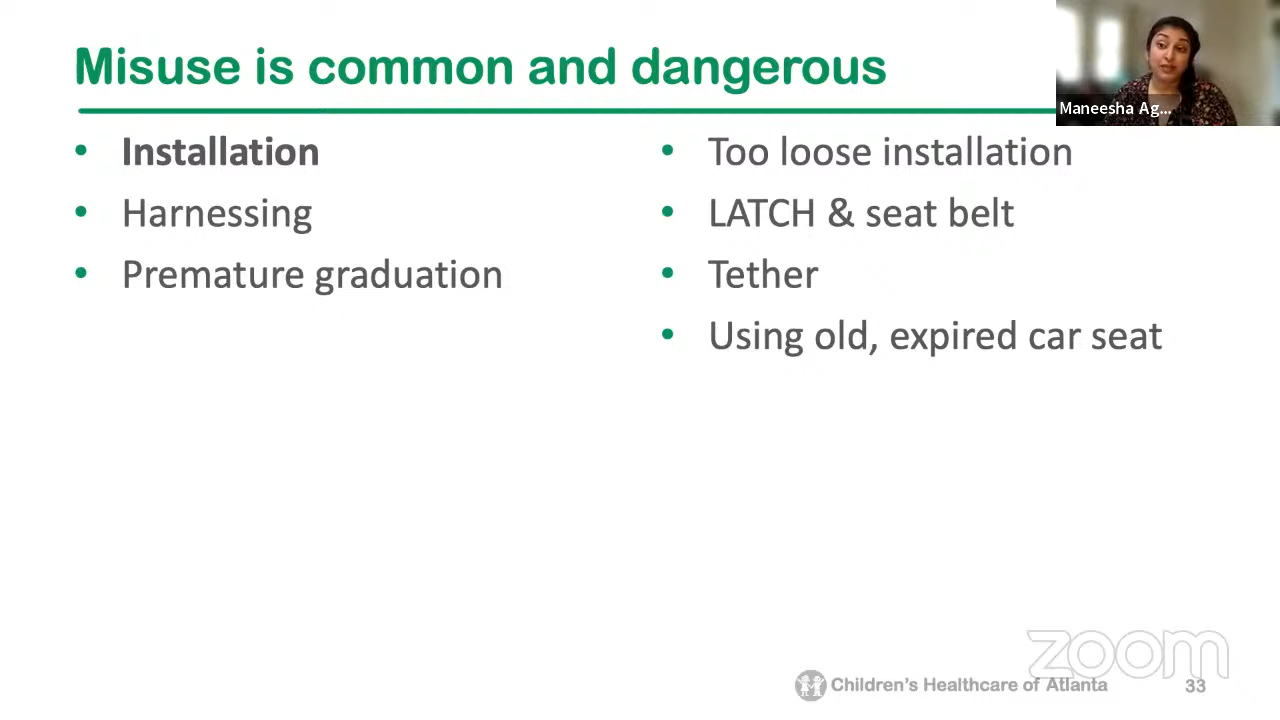 Misuse is common and dangerous
Maneesha Ag...
• Installation
• Harnessing
• Premature graduation
• Too loose installation
• LATCH & seat belt
• Tether
• Using old, expired car seat
zoom
Children's Healthcare of Atlanta
33